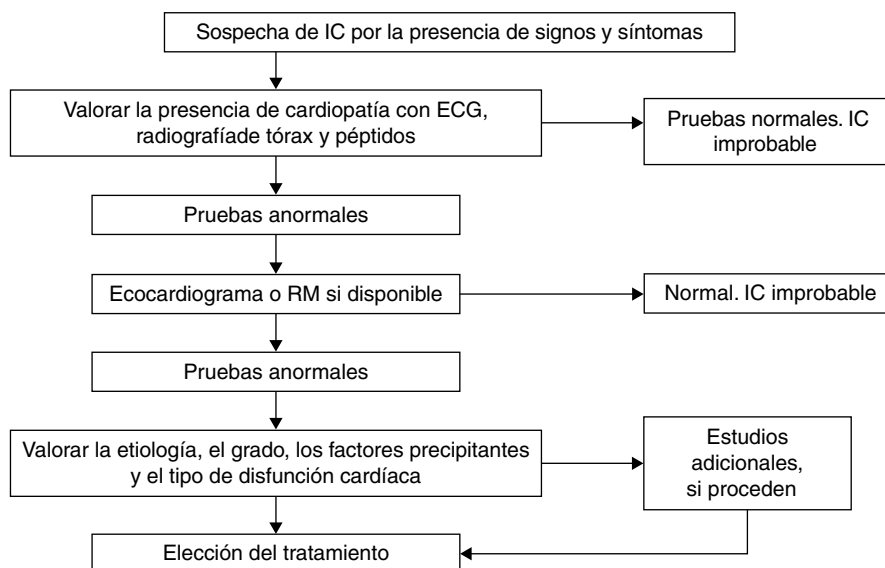 Sospecha de IC por la presencia de signos y síntomas
Valorar la presencia de cardiopatía con ECG,
radiografíade tórax y péptidos
Pruebas normales. IC
improbable
Pruebas anormales
Ecocardiograma o RM si disponible
Normal. IC improbable
Pruebas anormales
Valorar la etiología, el grado, los factores precipitantes
y el tipo de disfunción cardíaca
Estudios
adicionales,
si proceden
Elección del tratamiento